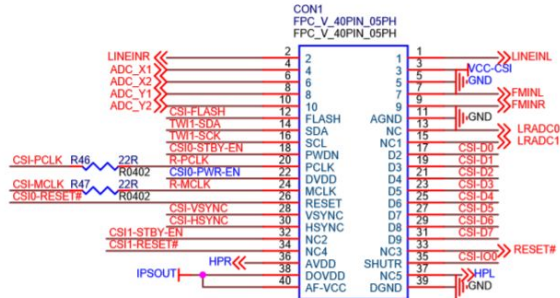 CON1
FPC_V_40PIN_05PH
FPC_V_40PIN_05PH
LINEINR 2 2 1 1 LINEINL
ADC_X1 4 4 3 3 VCC-CSI
ADC_X2 6 6 5 5 GND
ADC_Y1 8 8 7 7 FMINL
ADC_Y2 10 10 9 9 FMINR
CSI-FLASH 12 FLASH AGND 11 GND
TWI1-SDA 14 SDA NC 13 LRADC0
TWI1-SCK 16 SCL NC1 15 LRADC1
CSI0-STBY-EN 18 PWDN D2 17 CSI-D0
CSI-PCLK R46 22R R0402 R-PCLK 20 PCLK D3 19 CSI-D1
CSI0-PWR-EN 22 DVDD D4 21 CSI-D2
CSI-MCLK R47 22R R0402 R-MCLK 24 MCLK D5 23 CSI-D3
CSI0-RESET# 26 RESET D6 25 CSI-D4
CSI-VSYNC 28 VSYNC D7 27 CSI-D5
CSI-HSYNC 30 HSYNC D8 29 CSI-D6
CSI1-STBY-EN 32 NC2 D9 31 CSI-D7
CSI1-RESET# 34 NC4 NC3 33 RESET#
HPR 36 AVDD SHUTR 35 CSI-IO0
IPSOUT 38 DOVDD NC5 37 HPL
40 AF-VCC DGND 39 GND